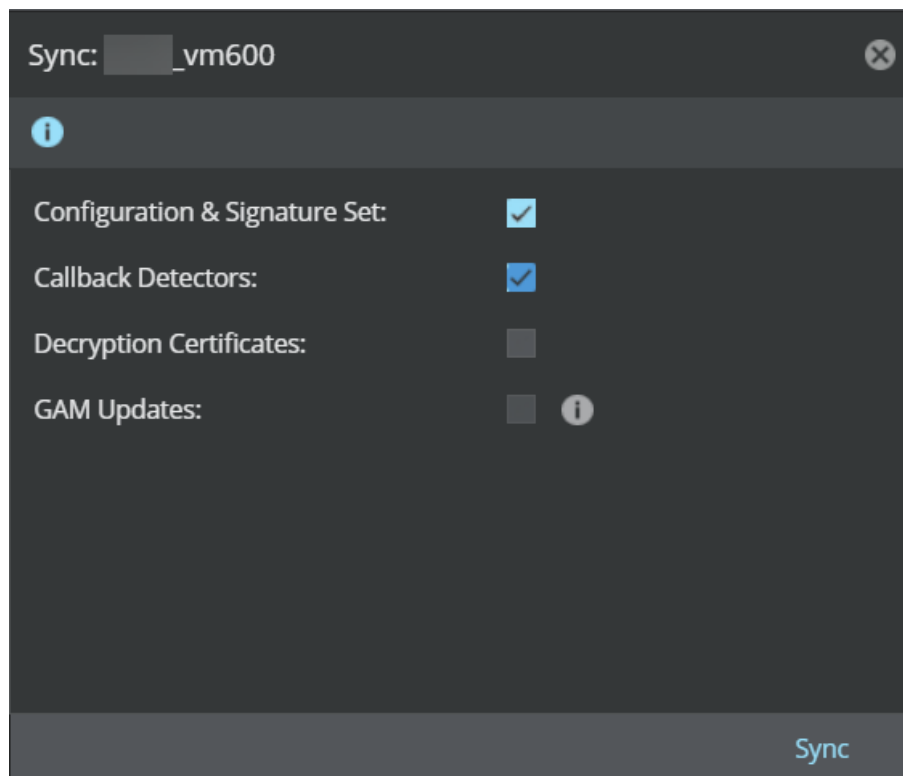 Sync: _vm600
Configuration & Signature Set:
Callback Detectors:
Decryption Certificates:
GAM Updates:
Sync